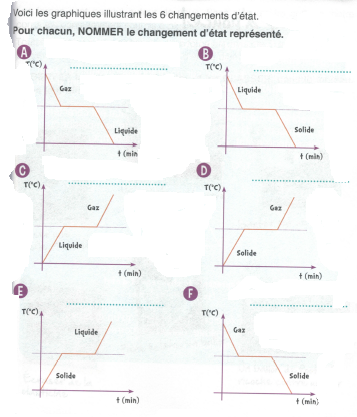 Voici les graphiques illustrant les 6 changements d'état.
Pour chacun, NOMMER le changement d'état représenté.
A
T(°C)
Gaz
Liquide
t (min
B
T(°C)
Liquide
Solide
t (min)
C
T(°C)
Gaz
Liquide
t (min)
D
T(°C)
Gaz
Solide
t (min)
E
T(°C)
Liquide
Solide
t (min)
F
T(°C)
Gaz
Solide
t (min)